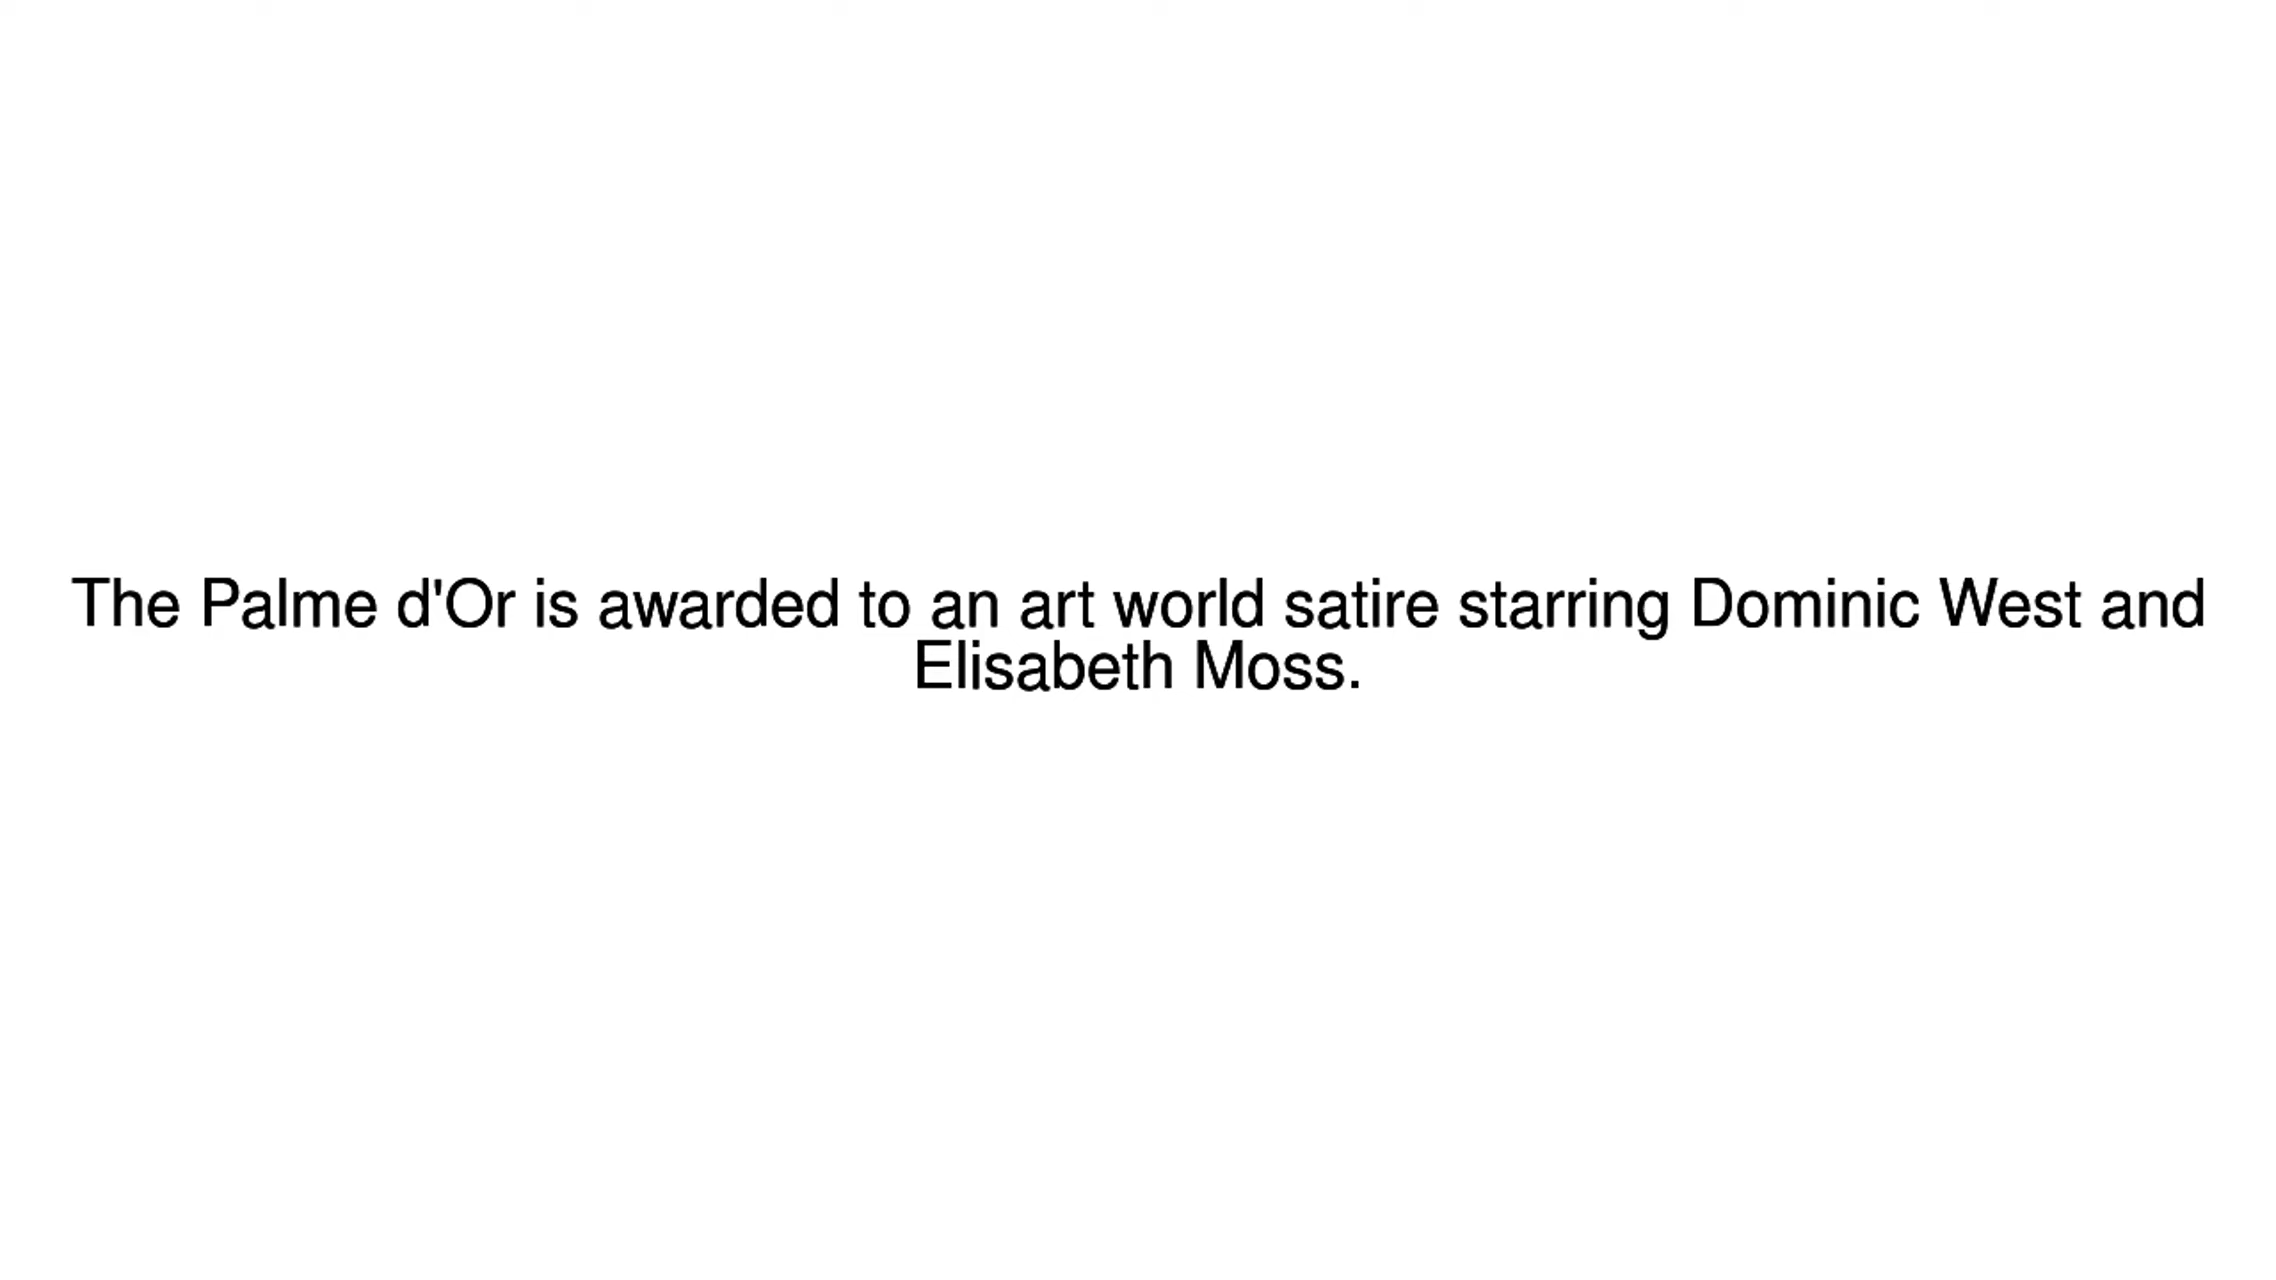 The Palme d'Or is awarded to an art world satire starring Dominic West and
Elisabeth Moss.